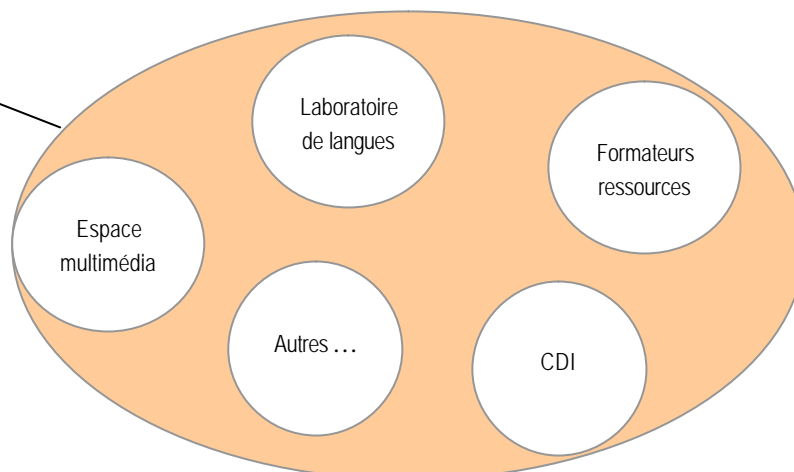 Laboratoire
de langues
Formateurs
ressources
Espace
multimédia
Autres …
CDI